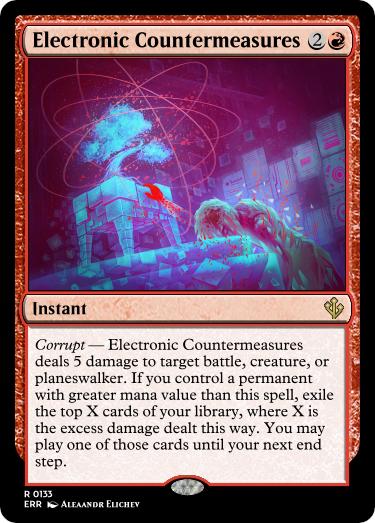 Electronic Countermeasures 2
Instant
Corrupt — Electronic Countermeasures
deals 5 damage to target battle, creature, or
planeswalker. If you control a permanent
with greater mana value than this spell, exile
the top X cards of your library, where X is
the excess damage dealt this way. You may
play one of those cards until your next end
step.
R 0133
ERR Aleaandr Elichev